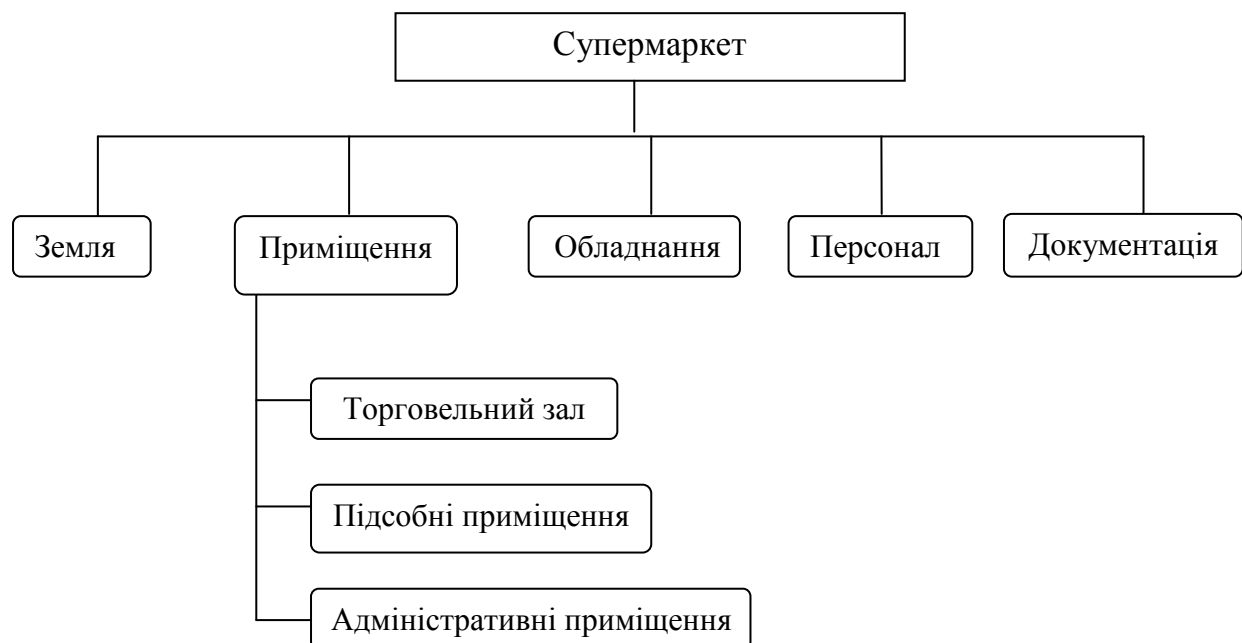 Супермаркет
Земля
Приміщення
Обладнання
Персонал
Документація
Торговельний зал
Підсобні приміщення
Адміністративні приміщення